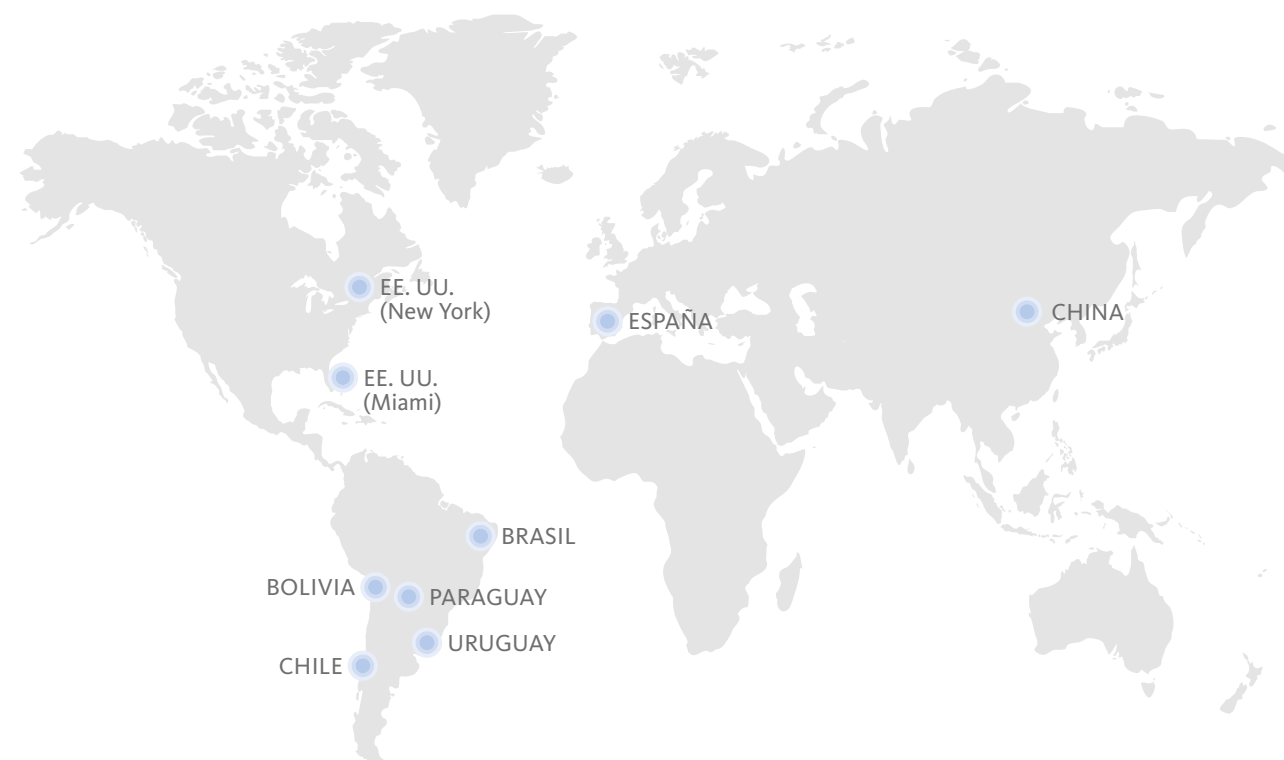 EE. UU.
(New York)
ESPAÑA
CHINA
EE. UU.
(Miami)
BRASIL
BOLIVIA
PARAGUAY
URUGUAY
CHILE